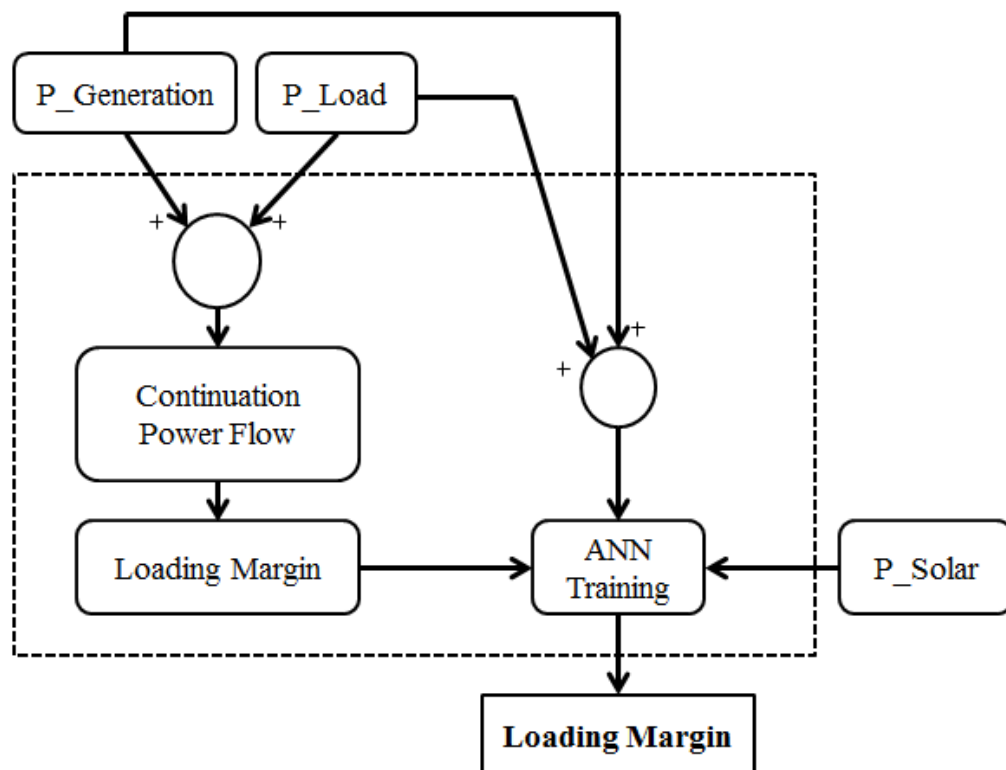 P_Generation
P_Load
+
+
+
+
Continuation
Power Flow
Loading Margin
ANN
Training
P_Solar
Loading Margin